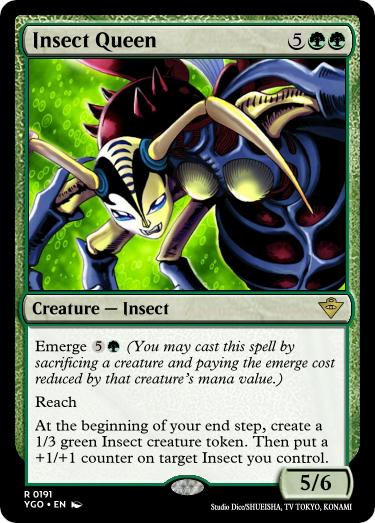 Insect Queen 5
Creature — Insect
Emerge 5 (You may cast this spell by
sacrificing a creature and paying the emerge cost
reduced by that creature's mana value.)
Reach
At the beginning of your end step, create a
1/3 green Insect creature token. Then put a
+1/+1 counter on target Insect you control.
5/6
R 0191
YGO • EN
Studio Dice/SHUEISHA, TV TOKYO, KONAMI